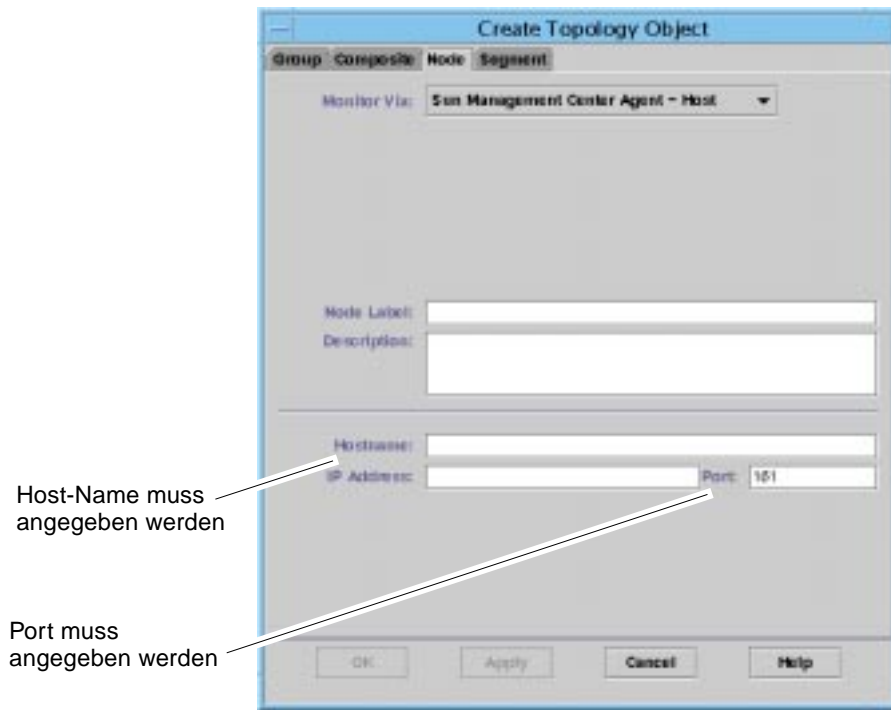 Create Topology Object
Group Composite Node Segment
Monitor Via: Sun Management Center Agent - Host
Node Label:
Description:
Hostname:
IP Address: Port: 161
Host-Name muss
angegeben werden
Port muss
angegeben werden
OK Apply Cancel Help